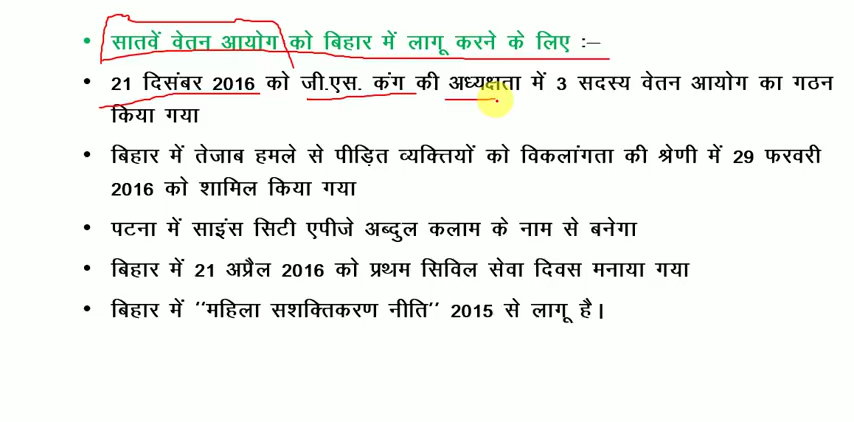 • सातवें वेतन आयोग को बिहार में लागू करने के लिए :–
• 21 दिसंबर 2016 को जी.एस. कंग की अध्यक्षता में 3 सदस्य वेतन आयोग का गठन
किया गया
• बिहार में तेजाब हमले से पीड़ित व्यक्तियों को विकलांगता की श्रेणी में 29 फरवरी
2016 को शामिल किया गया
• पटना में साइंस सिटी एपीजे अब्दुल कलाम के नाम से बनेगा
• बिहार में 21 अप्रैल 2016 को प्रथम सिविल सेवा दिवस मनाया गया
• बिहार में ‘‘महिला सशक्तिकरण नीति’’ 2015 से लागू है।